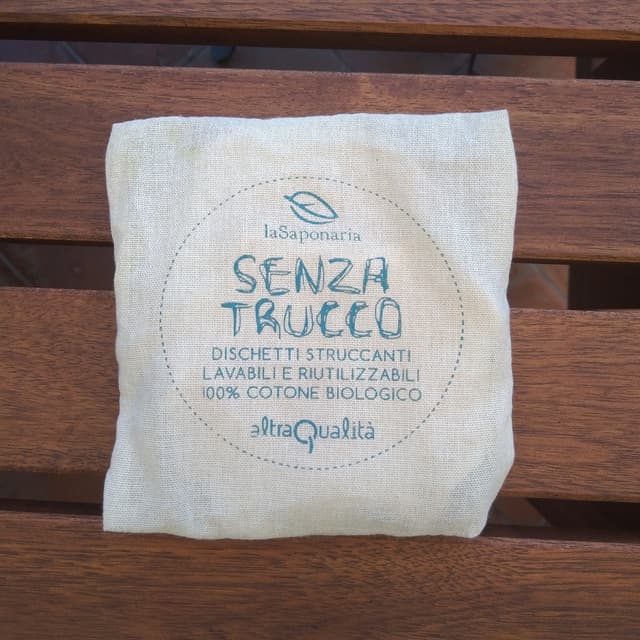 laSaponaria
SENZA
TRUCCO
DISCHETTI STRUCCANTI
LAVABILI E RIUTILIZZABILI
100% COTONE BIOLOGICO
altraQualità